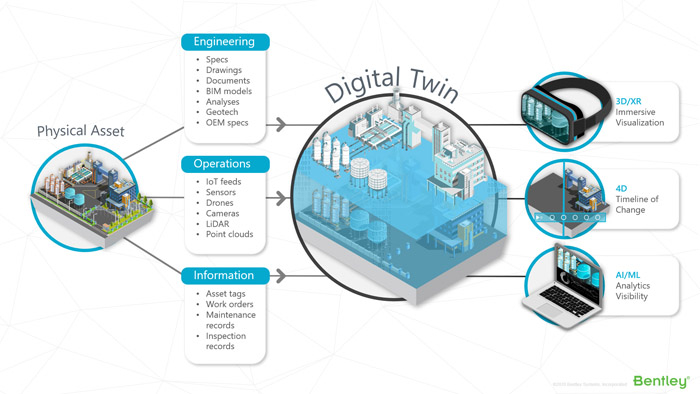 Physical Asset
Engineering
• Specs
• Drawings
• Documents
• BIM models
• Analyses
• Geotech
• OEM specs
Operations
• IoT feeds
• Sensors
• Drones
• Cameras
• LiDAR
• Point clouds
Information
• Asset tags
• Work orders
• Maintenance
records
• Inspection
records
Digital Twin
3D/XR
Immersive
Visualization
4D
Timeline of
Change
AI/ML
Analytics
Visibility
Bentley®